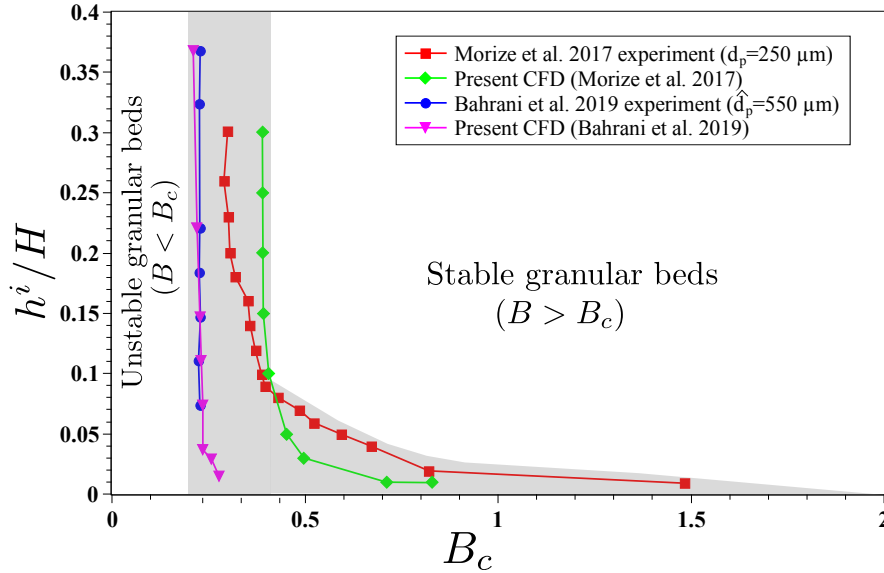 0.4
0.35
0.3
0.25
0.2
0.15
0.1
0.05
0
h^i/H
Unstable granular beds
(B < B_c)
Morize et al. 2017 experiment (d_p=250 µm)
Present CFD (Morize et al. 2017)
Bahrani et al. 2019 experiment (d̂_p=550 µm)
Present CFD (Bahrani et al. 2019)
Stable granular beds
(B > B_c)
0 0.5 1 1.5 2
B_c